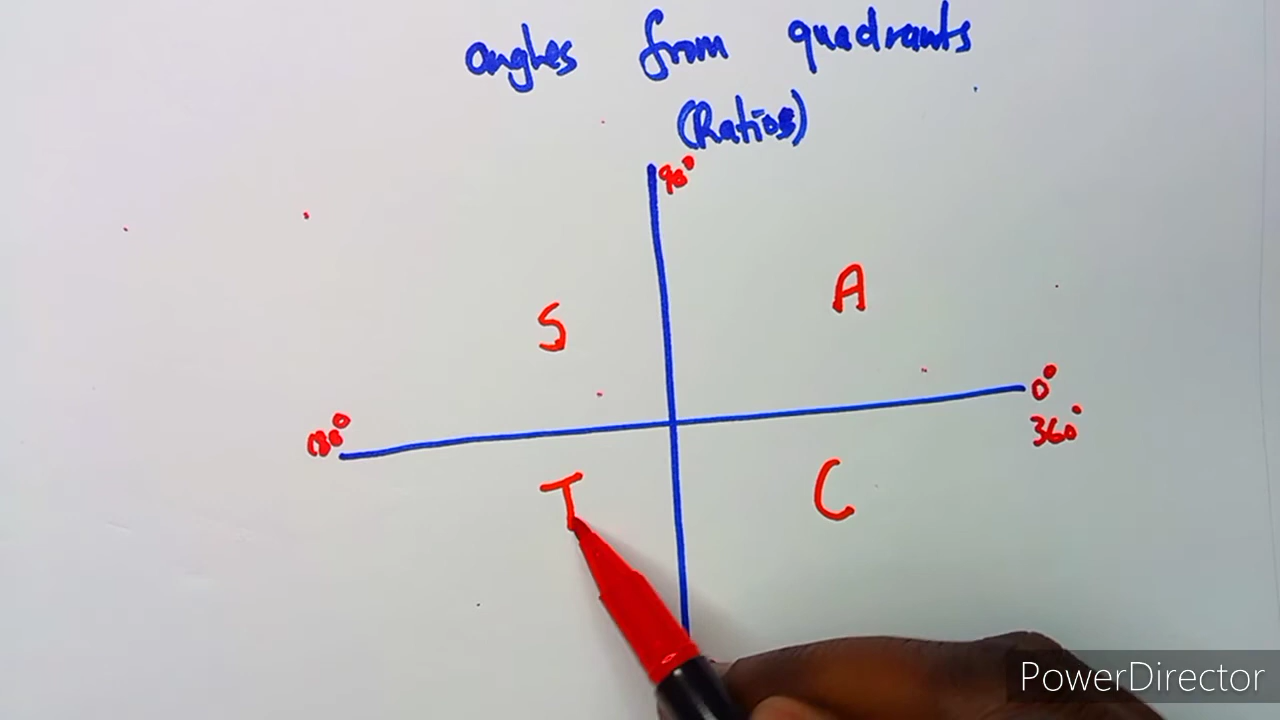 angles from quadrants
(Ratios)
90°
S A
180° 0°
360°
T C
PowerDirector